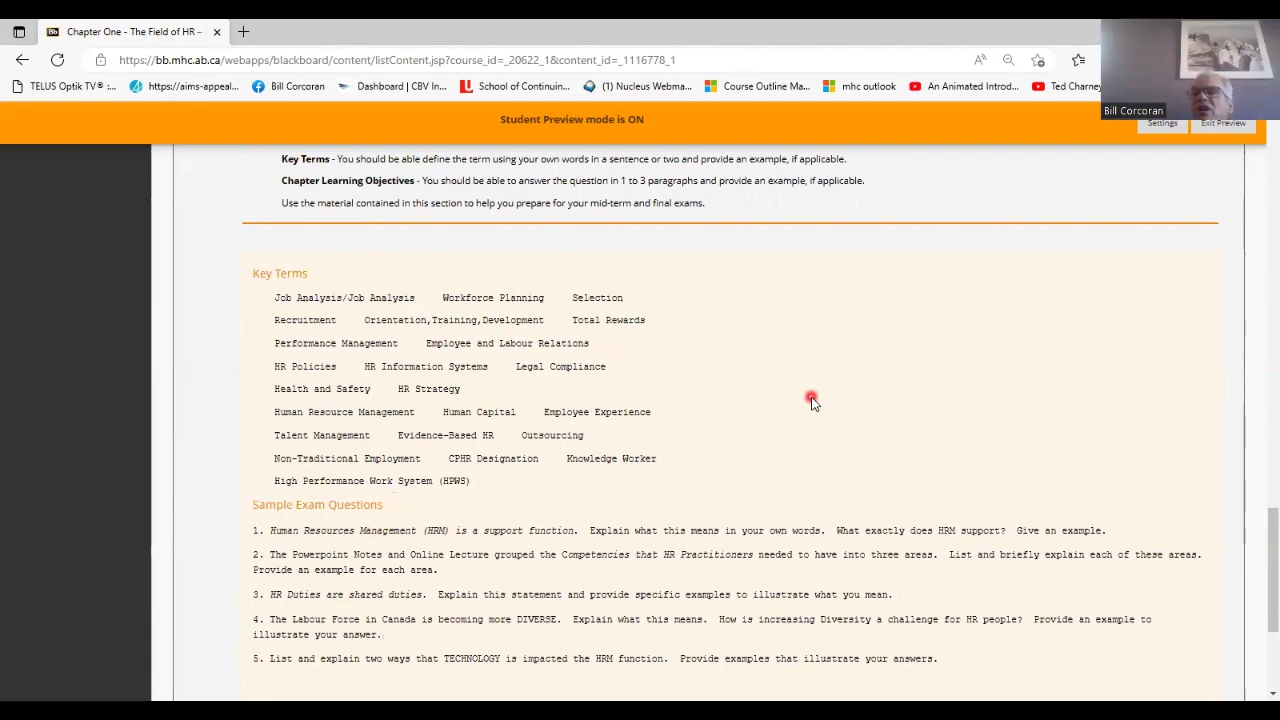 Chapter One - The Field of HR –
https://bb.mhc.ab.ca/webapps/blackboard/content/listContent.jsp?course_id=_20622_1&content_id=_1116778_1
TELUS Optik TV® :... https://aims-appeal... Bill Corcoran Dashboard | CBV In... School of Continuin... (1) Nucleus Webma... Course Outline Ma... mhc outlook An Animated Introd... Ted Charney
Bill Corcoran
Student Preview mode is ON
Settings Exit Preview
Key Terms - You should be able define the term using your own words in a sentence or two and provide an example, if applicable.
Chapter Learning Objectives - You should be able to answer the question in 1 to 3 paragraphs and provide an example, if applicable.
Use the material contained in this section to help you prepare for your mid-term and final exams.
Key Terms
Job Analysis/Job Analysis Workforce Planning Selection
Recruitment Orientation,Training,Development Total Rewards
Performance Management Employee and Labour Relations
HR Policies HR Information Systems Legal Compliance
Health and Safety HR Strategy
Human Resource Management Human Capital Employee Experience
Talent Management Evidence-Based HR Outsourcing
Non-Traditional Employment CPHR Designation Knowledge Worker
High Performance Work System (HPWS)
Sample Exam Questions
1. Human Resources Management (HRM) is a support function. Explain what this means in your own words. What exactly does HRM support? Give an example.
2. The Powerpoint Notes and Online Lecture grouped the Competencies that HR Practitioners needed to have into three areas. List and briefly explain each of these areas.
Provide an example for each area.
3. HR Duties are shared duties. Explain this statement and provide specific examples to illustrate what you mean.
4. The Labour Force in Canada is becoming more DIVERSE. Explain what this means. How is increasing Diversity a challenge for HR people? Provide an example to
illustrate your answer.
5. List and explain two ways that TECHNOLOGY is impacted the HRM function. Provide examples that illustrate your answers.